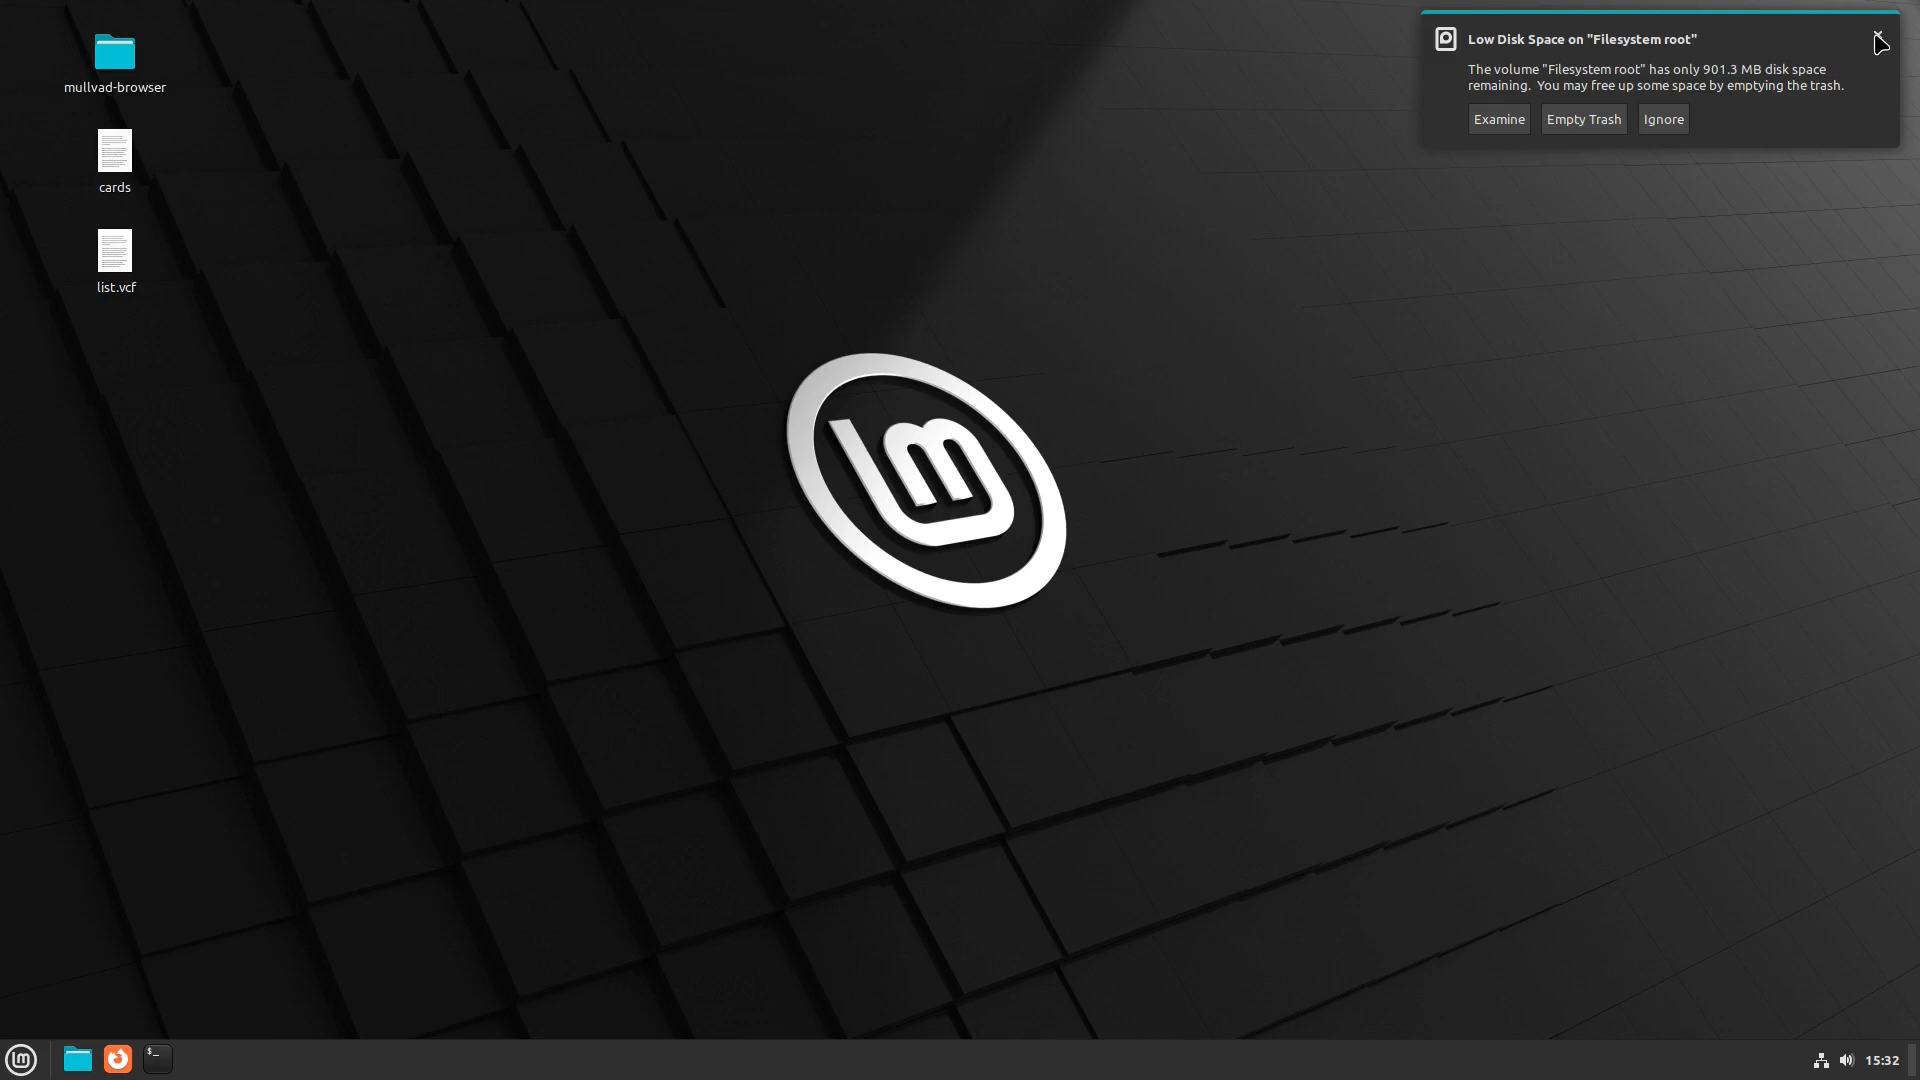 mullvad-browser
cards
list.vcf
Low Disk Space on "Filesystem root"
The volume "Filesystem root" has only 901.3 MB disk space
remaining.  You may free up some space by emptying the trash.
Examine
Empty Trash
Ignore
lm
$_
15:32